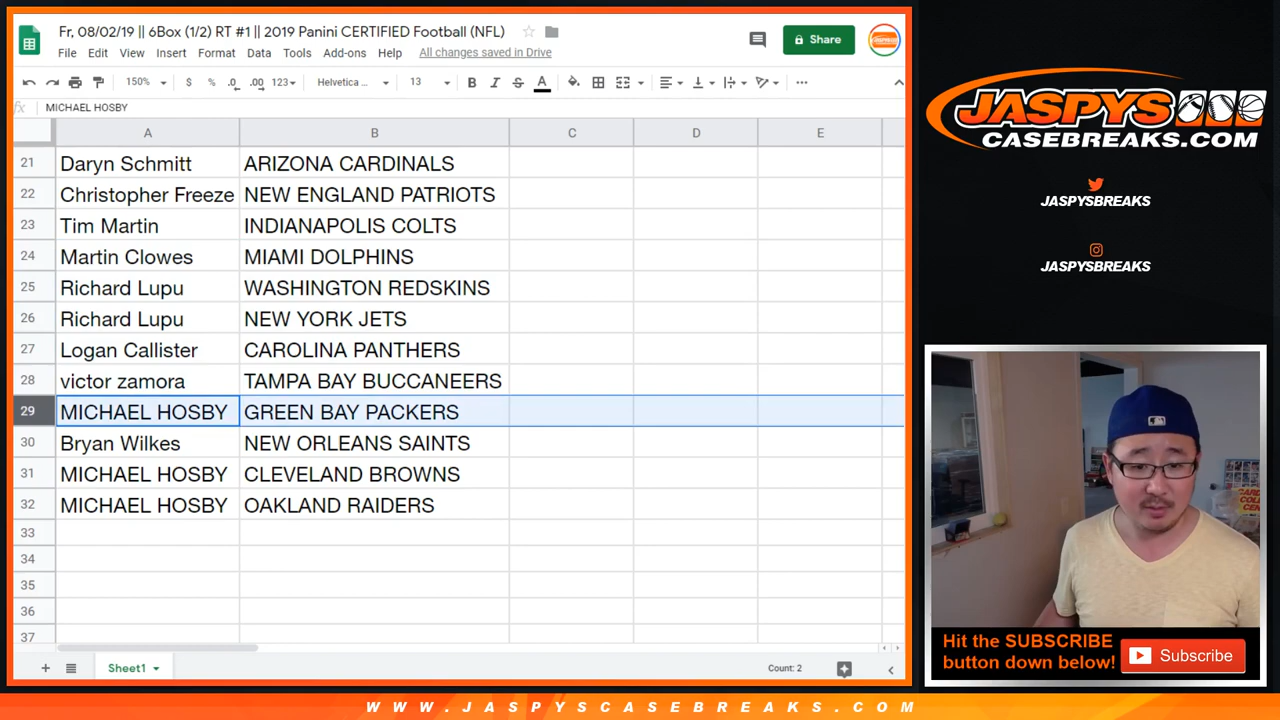 Fr, 08/02/19 || 6Box (1/2) RT #1 || 2019 Panini CERTIFIED Football (NFL)
File Edit View Insert Format Data Tools Add-ons Help All changes saved in Drive
Share
150% $ % .0 .00 123 Helvetica ... 13 B I S A
fx MICHAEL HOSBY
A B C D E
21 Daryn Schmitt ARIZONA CARDINALS
22 Christopher Freeze NEW ENGLAND PATRIOTS
23 Tim Martin INDIANAPOLIS COLTS
24 Martin Clowes MIAMI DOLPHINS
25 Richard Lupu WASHINGTON REDSKINS
26 Richard Lupu NEW YORK JETS
27 Logan Callister CAROLINA PANTHERS
28 victor zamora TAMPA BAY BUCCANEERS
29 MICHAEL HOSBY GREEN BAY PACKERS
30 Bryan Wilkes NEW ORLEANS SAINTS
31 MICHAEL HOSBY CLEVELAND BROWNS
32 MICHAEL HOSBY OAKLAND RAIDERS
33
34
35
36
37
Sheet1
Count: 2
JASPYS
CASEBREAKS.COM
JASPYSBREAKS
JASPYSBREAKS
Hit the SUBSCRIBE
button down below!
Subscribe
WWW.JASPYSCASEBREAKS.COM